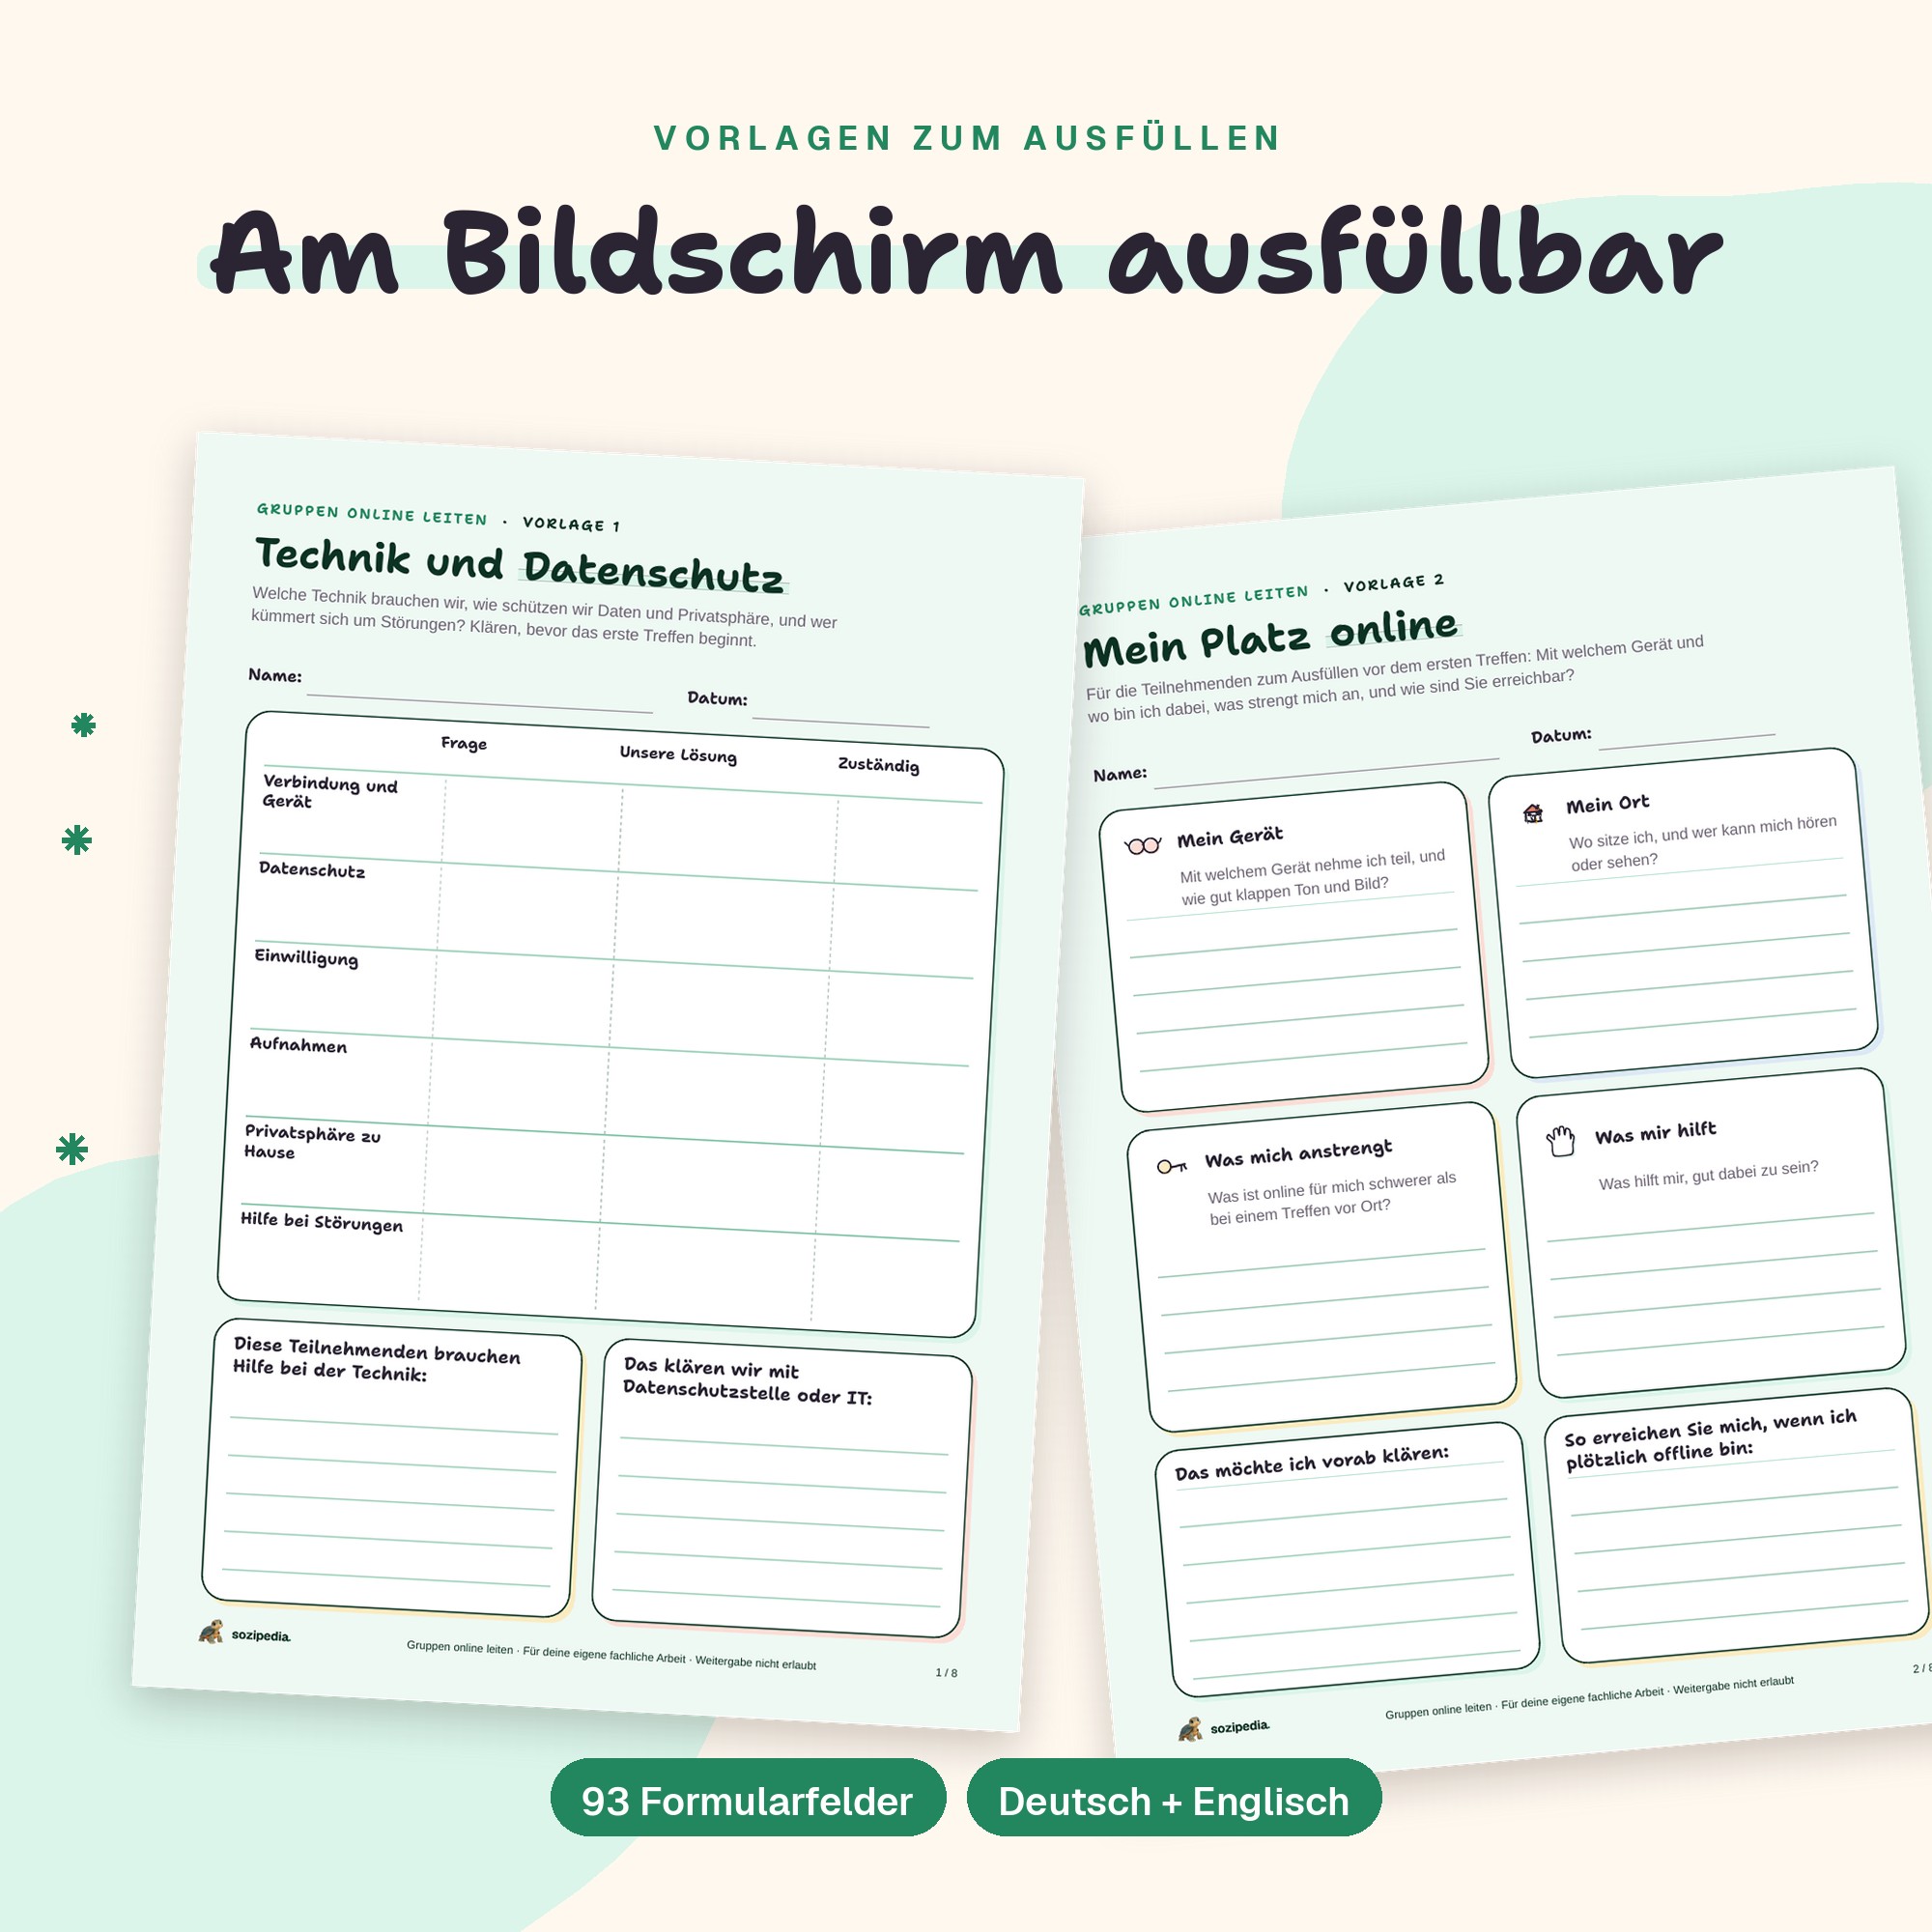 VORLAGEN ZUM AUSFÜLLEN
Am Bildschirm ausfüllbar
GRUPPEN ONLINE LEITEN · VORLAGE 1
Technik und Datenschutz
Welche Technik brauchen wir, wie schützen wir Daten und Privatsphäre, und wer
kümmert sich um Störungen? Klären, bevor das erste Treffen beginnt.
Name:
Datum:
Frage
Unsere Lösung
Zuständig
Verbindung und
Gerät
Datenschutz
Einwilligung
Aufnahmen
Privatsphäre zu
Hause
Hilfe bei Störungen
Diese Teilnehmenden brauchen
Hilfe bei der Technik:
Das klären wir mit
Datenschutzstelle oder IT:
sozipedia.
Gruppen online leiten · Für deine eigene fachliche Arbeit · Weitergabe nicht erlaubt
1 / 8
GRUPPEN ONLINE LEITEN · VORLAGE 2
Mein Platz online
Für die Teilnehmenden zum Ausfüllen vor dem ersten Treffen: Mit welchem Gerät und
wo bin ich dabei, was strengt mich an, und wie sind Sie erreichbar?
Name:
Datum:
Mein Gerät
Mit welchem Gerät nehme ich teil, und
wie gut klappen Ton und Bild?
Mein Ort
Wo sitze ich, und wer kann mich hören
oder sehen?
Was mich anstrengt
Was ist online für mich schwerer als
bei einem Treffen vor Ort?
Was mir hilft
Was hilft mir, gut dabei zu sein?
Das möchte ich vorab klären:
So erreichen Sie mich, wenn ich
plötzlich offline bin:
sozipedia.
Gruppen online leiten · Für deine eigene fachliche Arbeit · Weitergabe nicht erlaubt
2 / 8
93 Formularfelder
Deutsch + Englisch